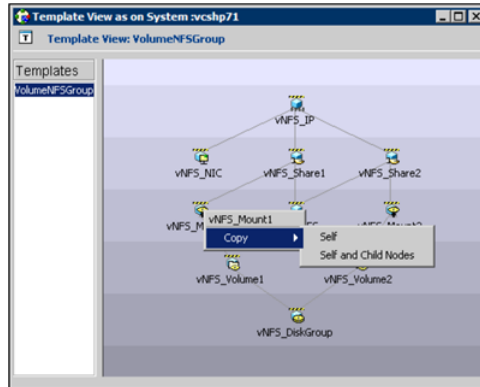 Template View as on System :vcshp71
T Template View: VolumeNFSGroup
Templates
VolumeNFSGroup
vNFS_IP
vNFS_NIC vNFS_Share1 vNFS_Share2
vNFS_Mount1
Copy
Self
Self and Child Nodes
vNFS_Volume1 vNFS_Volume2
vNFS_DiskGroup